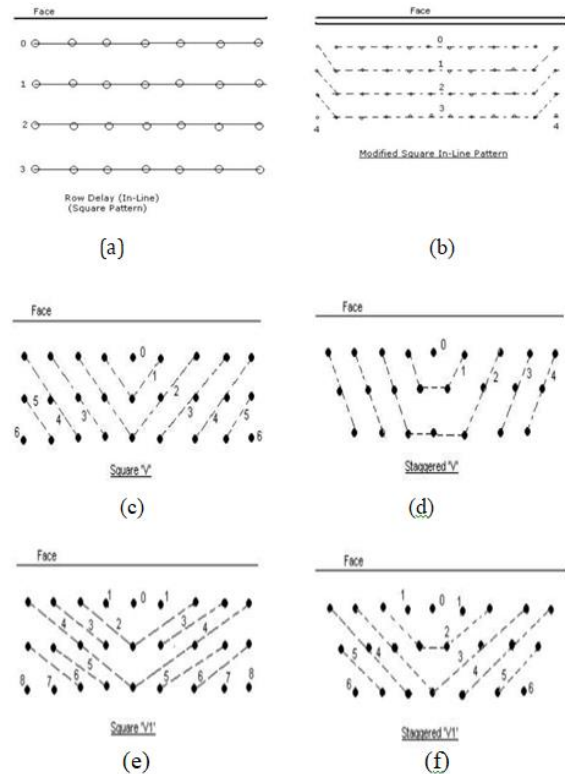 Face
0
1
2
3
Row Delay (In-Line)
(Square Pattern)
(a)
Face
0
1
2
3
4 4
Modified Square In-Line Pattern
(b)
Face
0
1
2
5 3 3 5
4 4
6 6
Square 'V'
(c)
Face
0
1
2 3 4
Staggered 'V'
(d)
Face
1 0 1
2
3 3
4 4
5 5
8 7 6 6 7 8
Square 'V1'
(e)
Face
1 0 1
2
5 4 3 4 5
6 6
Staggered 'V1'
(f)